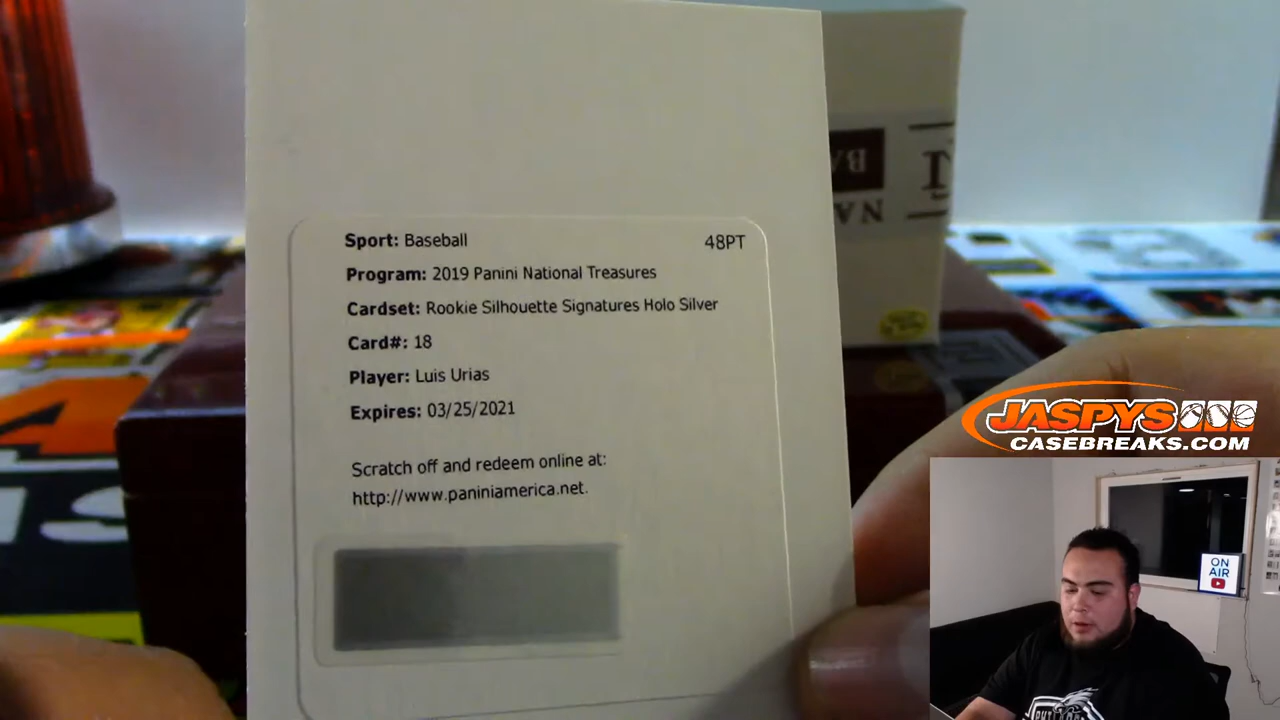 Sport: Baseball 48PT
Program: 2019 Panini National Treasures
Cardset: Rookie Silhouette Signatures Holo Silver
Card#: 18
Player: Luis Urias
Expires: 03/25/2021
Scratch off and redeem online at:
http://www.paniniamerica.net.
BA
NA
JASPYS
CASEBREAKS.COM
ON
AIR